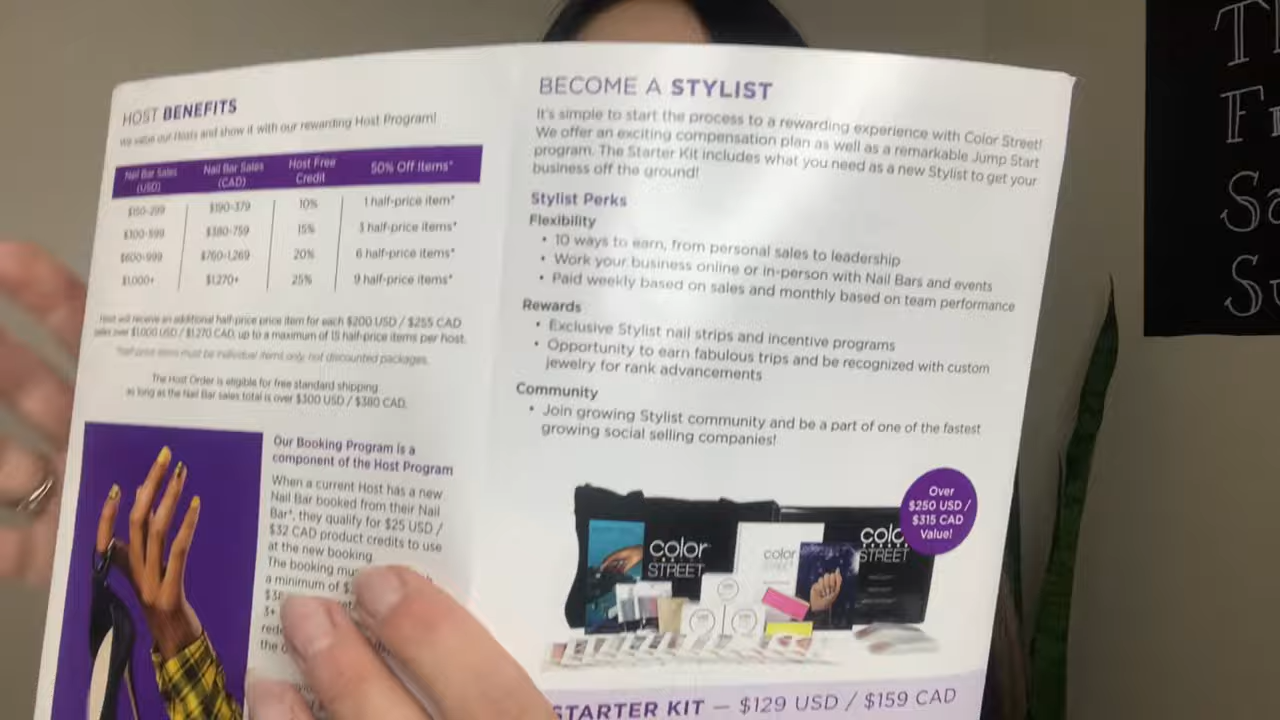 HOST BENEFITS
We value our Hosts and show it with our rewarding Host Program!
Nail Bar Sales (USD) Nail Bar Sales (CAD) Host Free Credit 50% Off Items*
$150-299 $190-379 10% 1 half-price item*
$300-599 $380-759 15% 3 half-price items*
$600-999 $760-1,269 20% 6 half-price items*
$1,000+ $1,270+ 25% 9 half-price items*
Host will receive an additional half-price price item for each $200 USD / $255 CAD
sales over $1,000 USD / $1,270 CAD, up to a maximum of 15 half-price items per host.
*half-price items must be individual items only, not discounted packages.
The Host Order is eligible for free standard shipping
as long as the Nail Bar sales total is over $300 USD / $380 CAD.
Our Booking Program is a
component of the Host Program
When a current Host has a new
Nail Bar booked from their Nail
Bar*, they qualify for $25 USD /
$32 CAD product credits to use
at the new booking
The booking
a minimum of
3+
the
BECOME A STYLIST
It's simple to start the process to a rewarding experience with Color Street!
We offer an exciting compensation plan as well as a remarkable Jump Start
program. The Starter Kit includes what you need as a new Stylist to get your
business off the ground!
Stylist Perks
Flexibility
• 10 ways to earn, from personal sales to leadership
• Work your business online or in-person with Nail Bars and events
• Paid weekly based on sales and monthly based on team performance
Rewards
• Exclusive Stylist nail strips and incentive programs
• Opportunity to earn fabulous trips and be recognized with custom
jewelry for rank advancements
Community
• Join growing Stylist community and be a part of one of the fastest
growing social selling companies!
Over
$250 USD /
$315 CAD
Value!
color
STREET
color
STREET
STARTER KIT — $129 USD / $159 CAD